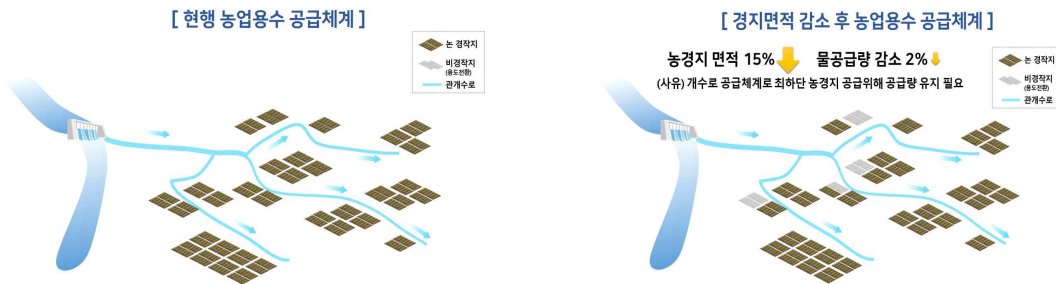 [ 현행 농업용수 공급체계 ]
논 경작지
비경작지
(용도전환)
관개수로
[ 경지면적 감소 후 농업용수 공급체계 ]
농경지 면적 15% 물공급량 감소 2%
(사유) 개수로 공급체계로 최하단 농경지 공급위해 공급량 유지 필요
논 경작지
비경작지
(용도전환)
관개수로